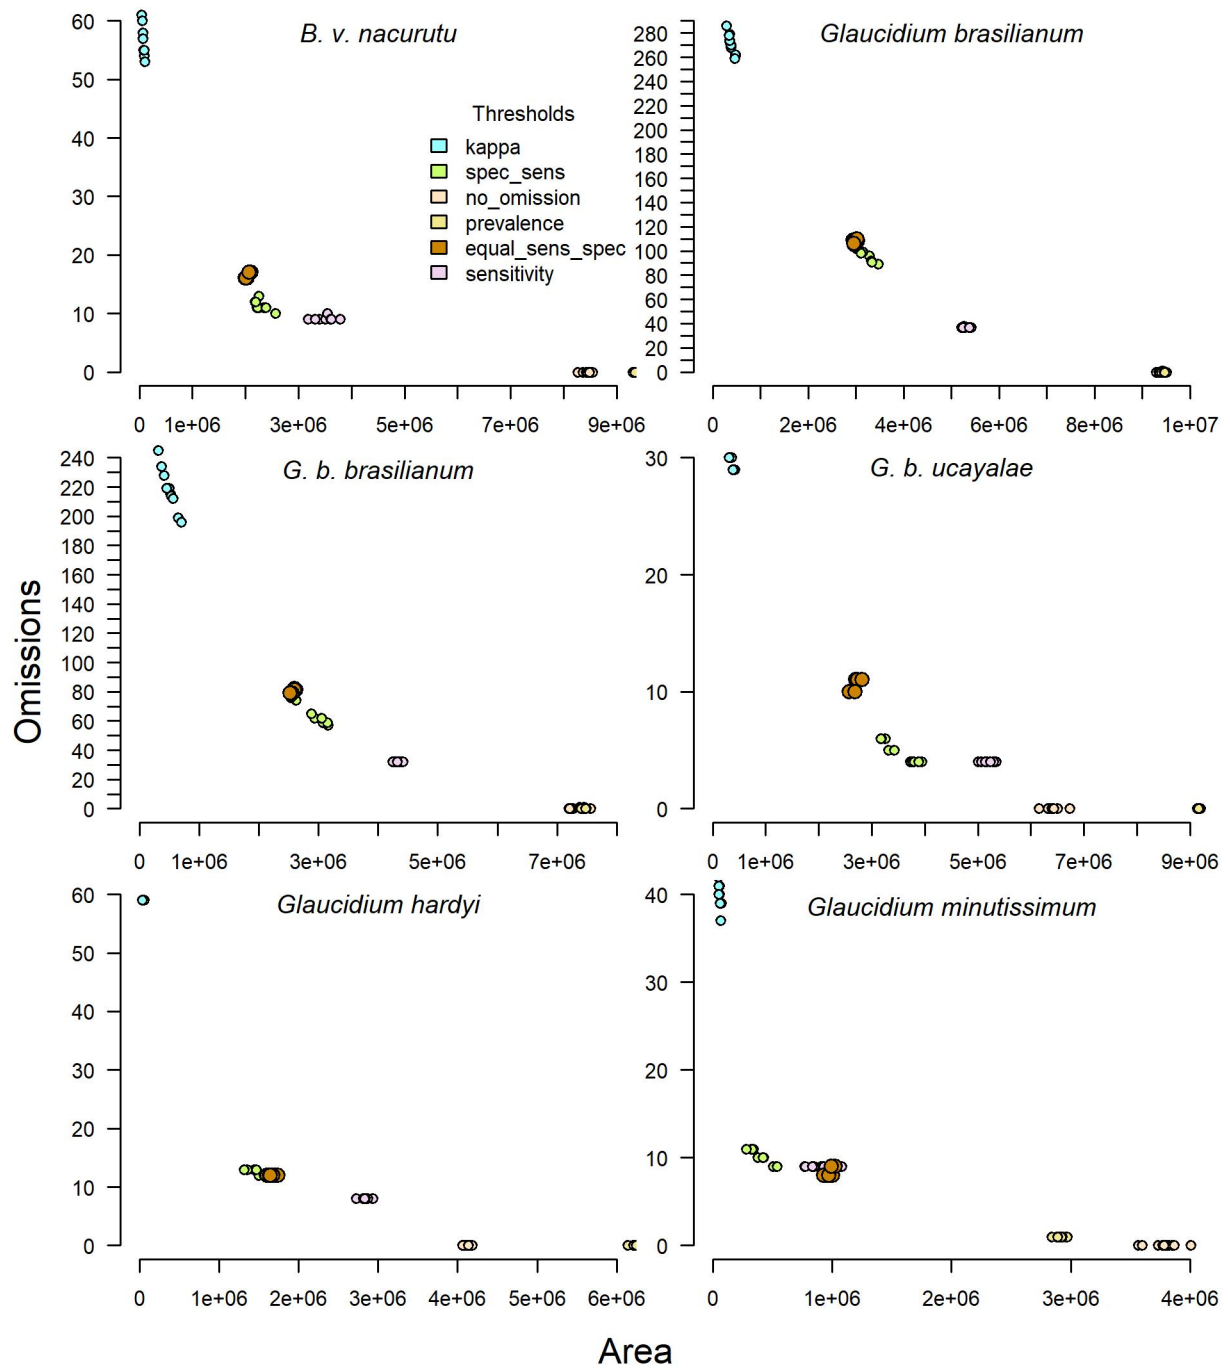 B. v. nacurutu
60
50
40
30
20
10
0
Thresholds
kappa
spec_sens
no_omission
prevalence
equal_sens_spec
sensitivity
0 1e+06 3e+06 5e+06 7e+06 9e+06
Glaucidium brasilianum
280
260
240
220
200
180
160
140
120
100
80
60
40
20
0
0 2e+06 4e+06 6e+06 8e+06 1e+07
G. b. brasilianum
240
220
200
180
160
140
120
100
80
60
40
20
0
0 1e+06 3e+06 5e+06 7e+06
G. b. ucayalae
30
20
10
0
0 1e+06 3e+06 5e+06 7e+06 9e+06
Omissions
Glaucidium hardyi
60
50
40
30
20
10
0
0 1e+06 2e+06 3e+06 4e+06 5e+06 6e+06
Glaucidium minutissimum
40
30
20
10
0
0 1e+06 2e+06 3e+06 4e+06
Area